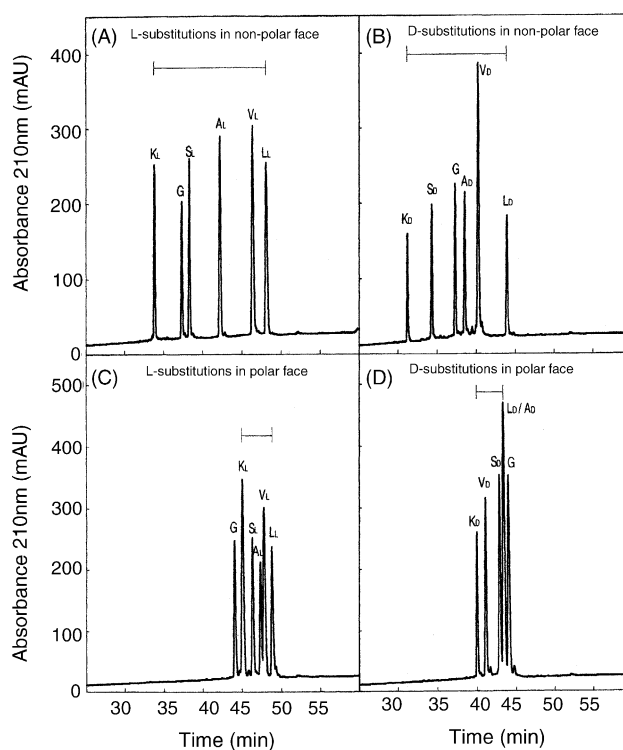 (A) L-substitutions in non-polar face
(B) D-substitutions in non-polar face
Absorbance 210nm (mAU)
400
300
200
100
0
KL
G
SL
AL
VL
LL
KD
SD
G
AD
VD
LD
(C) L-substitutions in polar face
(D) D-substitutions in polar face
Absorbance 210nm (mAU)
500
400
300
200
100
0
G
KL
SL
AL
VL
LL
KD
VD
SD
LD / AD
G
30 35 40 45 50 55
30 35 40 45 50 55
Time (min)
Time (min)